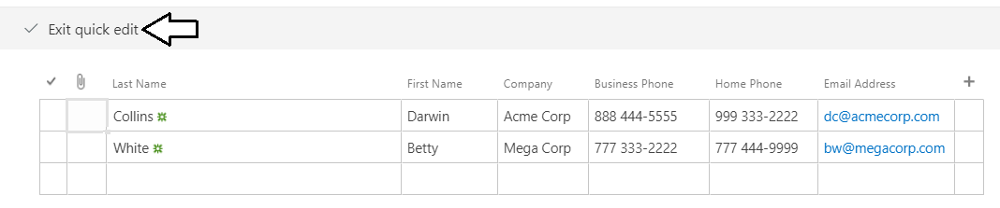 Exit quick edit
Last Name First Name Company Business Phone Home Phone Email Address
Collins Darwin Acme Corp 888 444-5555 999 333-2222 dc@acmecorp.com
White Betty Mega Corp 777 333-2222 777 444-9999 bw@megacorp.com